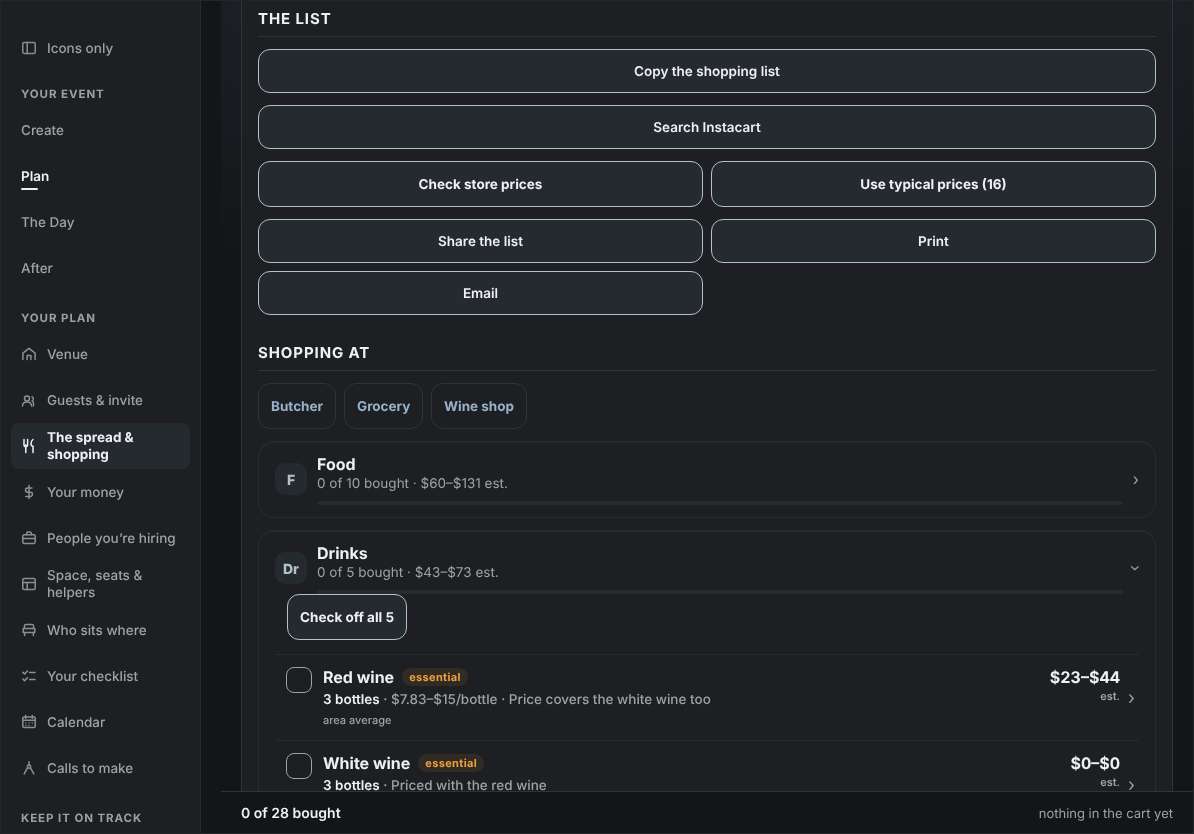 Icons only
YOUR EVENT
Create
Plan
The Day
After
YOUR PLAN
Venue
Guests & invite
The spread &
shopping
Your money
People you’re hiring
Space, seats &
helpers
Who sits where
Your checklist
Calendar
Calls to make
KEEP IT ON TRACK
THE LIST
Copy the shopping list
Search Instacart
Check store prices
Use typical prices (16)
Share the list
Print
Email
SHOPPING AT
Butcher
Grocery
Wine shop
F
Food
0 of 10 bought · $60–$131 est.
Dr
Drinks
0 of 5 bought · $43–$73 est.
Check off all 5
Red wine essential
$23–$44
3 bottles · $7.83–$15/bottle · Price covers the white wine too
est.
area average
White wine essential
$0–$0
3 bottles · Priced with the red wine
est.
0 of 28 bought
nothing in the cart yet